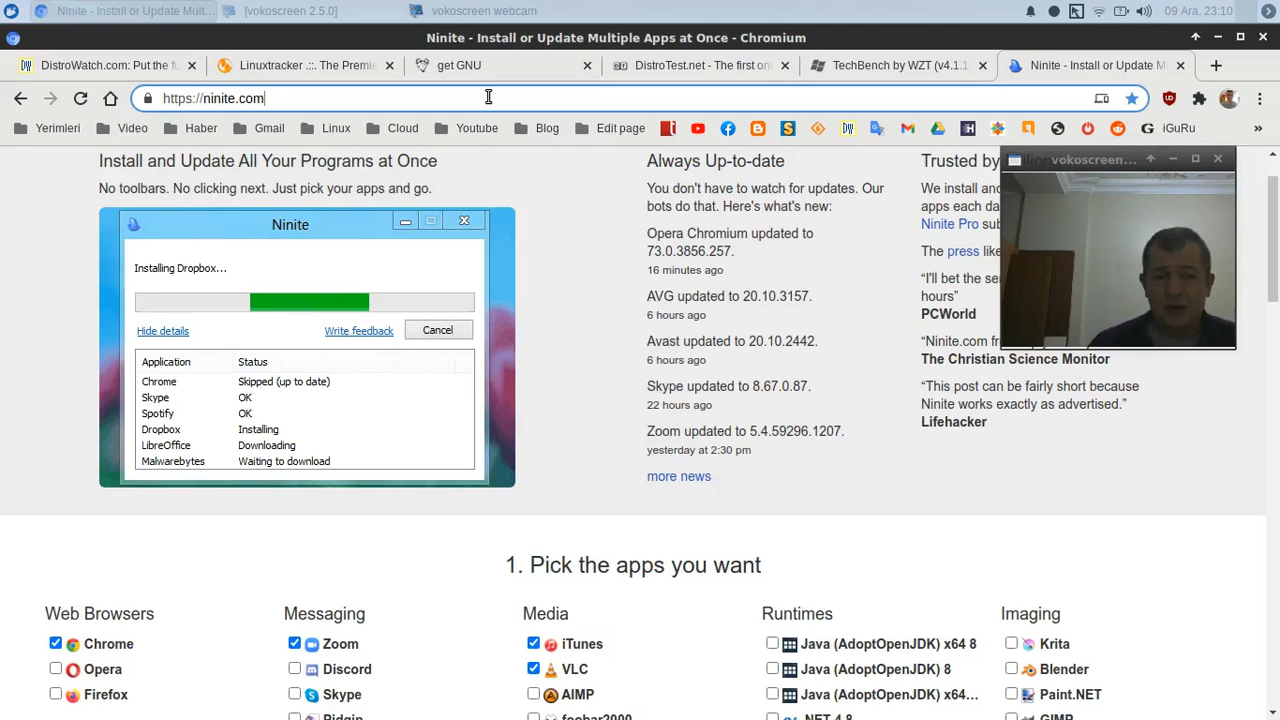 Ninite - Install or Update Mult...
[vokoscreen 2.5.0]
vokoscreen webcam
09 Ara, 23:10
Ninite - Install or Update Multiple Apps at Once - Chromium
DistroWatch.com: Put the fu
Linuxtracker .::. The Premie
get GNU
DistroTest.net - The first onl
TechBench by WZT (v4.1.1
Ninite - Install or Update M
https://ninite.com
Yerimleri
Video
Haber
Gmail
Linux
Cloud
Youtube
Blog
Edit page
iGuRu
Install and Update All Your Programs at Once
No toolbars. No clicking next. Just pick your apps and go.
Ninite
Installing Dropbox...
Hide details
Write feedback
Cancel
Application Status
Chrome Skipped (up to date)
Skype OK
Spotify OK
Dropbox Installing
LibreOffice Downloading
Malwarebytes Waiting to download
Always Up-to-date
You don't have to watch for updates. Our
bots do that. Here's what's new:
Opera Chromium updated to
73.0.3856.257.
16 minutes ago
AVG updated to 20.10.3157.
6 hours ago
Avast updated to 20.10.2442.
6 hours ago
Skype updated to 8.67.0.87.
22 hours ago
Zoom updated to 5.4.59296.1207.
yesterday at 2:30 pm
more news
Trusted by
We install and
apps each da
Ninite Pro sub
The press like
“I'll bet the se
hours”
PCWorld
“Ninite.com fr
The Christian Science Monitor
“This post can be fairly short because
Ninite works exactly as advertised.”
Lifehacker
vokoscreen...
1. Pick the apps you want
Web Browsers
Chrome
Opera
Firefox
Messaging
Zoom
Discord
Skype
Pidgin
Media
iTunes
VLC
AIMP
foobar2000
Runtimes
Java (AdoptOpenJDK) x64 8
Java (AdoptOpenJDK) 8
Java (AdoptOpenJDK) x64...
.NET 4.8
Imaging
Krita
Blender
Paint.NET
GIMP